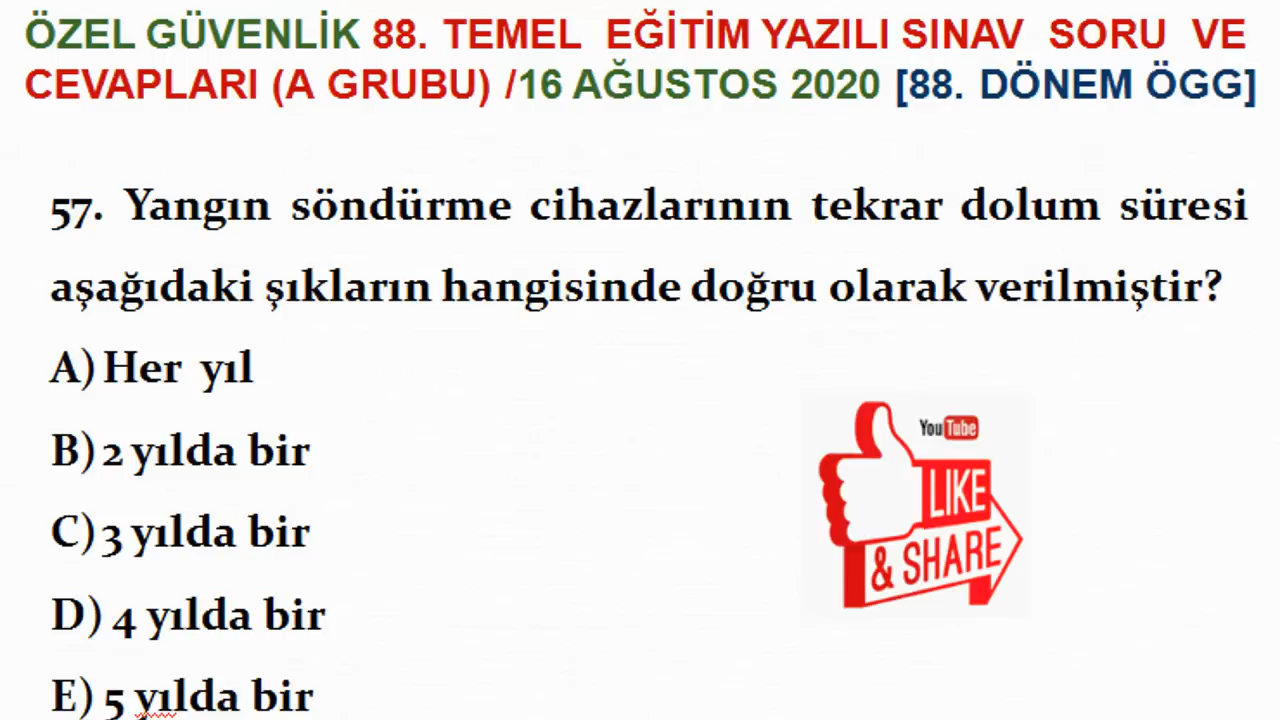 ÖZEL GÜVENLİK 88. TEMEL EĞİTİM YAZILI SINAV SORU VE
CEVAPLARI (A GRUBU) /16 AĞUSTOS 2020 [88. DÖNEM ÖGG]
57. Yangın söndürme cihazlarının tekrar dolum süresi
aşağıdaki şıkların hangisinde doğru olarak verilmiştir?
A) Her yıl
B) 2 yılda bir
C) 3 yılda bir
D) 4 yılda bir
E) 5 yılda bir
YouTube
LIKE
& SHARE